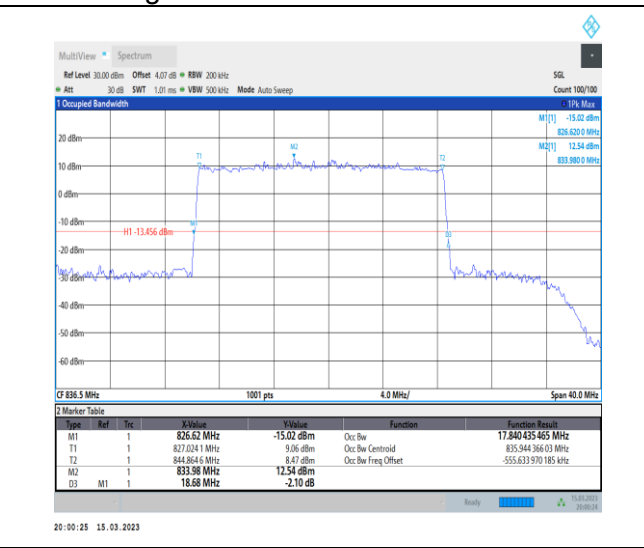 MultiView Spectrum
Ref Level 30.00 dBm Offset 4.07 dB RBW 200 kHz SGL
Att 30 dB SWT 1.01 ms VBW 500 kHz Mode Auto Sweep Count 100/100
1 Occupied Bandwidth 1Pk Max
M1[1] -15.02 dBm
826.6200 MHz
M2[1] 12.54 dBm
833.9800 MHz
20 dBm
M2
T1 T2
10 dBm
0 dBm
-10 dBm
M1
H1 -13.456 dBm
D3
-20 dBm
-30 dBm
-40 dBm
-50 dBm
-60 dBm
CF 836.5 MHz 1001 pts 4.0 MHz/ Span 40.0 MHz
2 Marker Table
Type Ref Trc X-Value Y-Value Function Function Result
M1 1 826.62 MHz -15.02 dBm Occ Bw 17.840 435 465 MHz
T1 1 827.024 1 MHz 9.06 dBm Occ Bw Centroid 835.944 366 03 MHz
T2 1 844.864 6 MHz 8.47 dBm Occ Bw Freq Offset -555.633 970 185 kHz
M2 1 833.98 MHz 12.54 dBm
D3 M1 1 18.68 MHz -2.10 dB
Ready 15.03.2023
20:00:24
20:00:25 15.03.2023